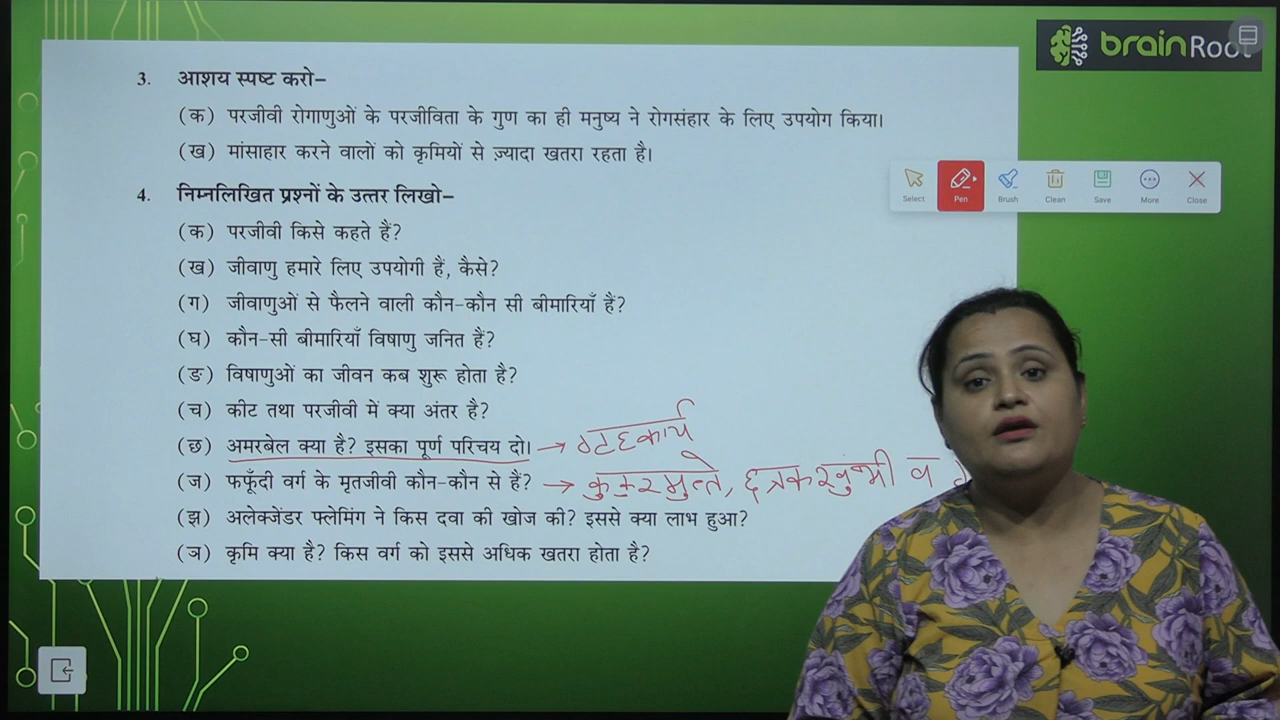 brainRoot
3. आशय स्पष्ट करो–
(क) परजीवी रोगाणुओं के परजीविता के गुण का ही मनुष्य ने रोगसंहार के लिए उपयोग किया।
(ख) मांसाहार करने वालों को कृमियों से ज़्यादा खतरा रहता है।
Select Pen Brush Clean Save More Close
4. निम्नलिखित प्रश्नों के उत्तर लिखो–
(क) परजीवी किसे कहते हैं?
(ख) जीवाणु हमारे लिए उपयोगी हैं, कैसे?
(ग) जीवाणुओं से फैलने वाली कौन-कौन सी बीमारियाँ हैं?
(घ) कौन-सी बीमारियाँ विषाणु जनित हैं?
(ङ) विषाणुओं का जीवन कब शुरू होता है?
(च) कीट तथा परजीवी में क्या अंतर है?
(छ) अमरबेल क्या है? इसका पूर्ण परिचय दो। → गृहकार्य
(ज) फफूँदी वर्ग के मृतजीवी कौन-कौन से हैं? → कुकुरमुत्ते, छत्रक खुम्भी व
(झ) अलेक्जेंडर फ्लेमिंग ने किस दवा की खोज की? इससे क्या लाभ हुआ?
(ञ) कृमि क्या है? किस वर्ग को इससे अधिक खतरा होता है?